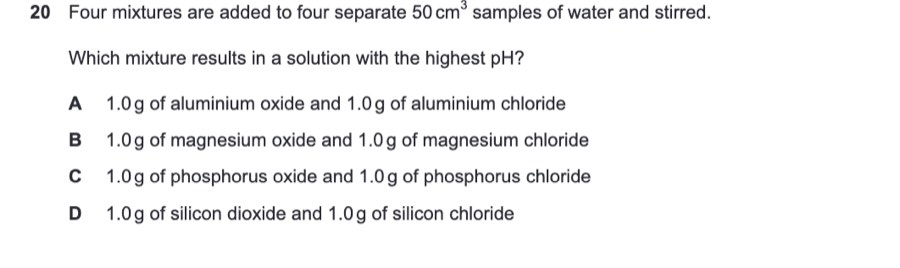 20 Four mixtures are added to four separate 50 cm³ samples of water and stirred.
Which mixture results in a solution with the highest pH?
A 1.0 g of aluminium oxide and 1.0 g of aluminium chloride
B 1.0 g of magnesium oxide and 1.0 g of magnesium chloride
C 1.0 g of phosphorus oxide and 1.0 g of phosphorus chloride
D 1.0 g of silicon dioxide and 1.0 g of silicon chloride